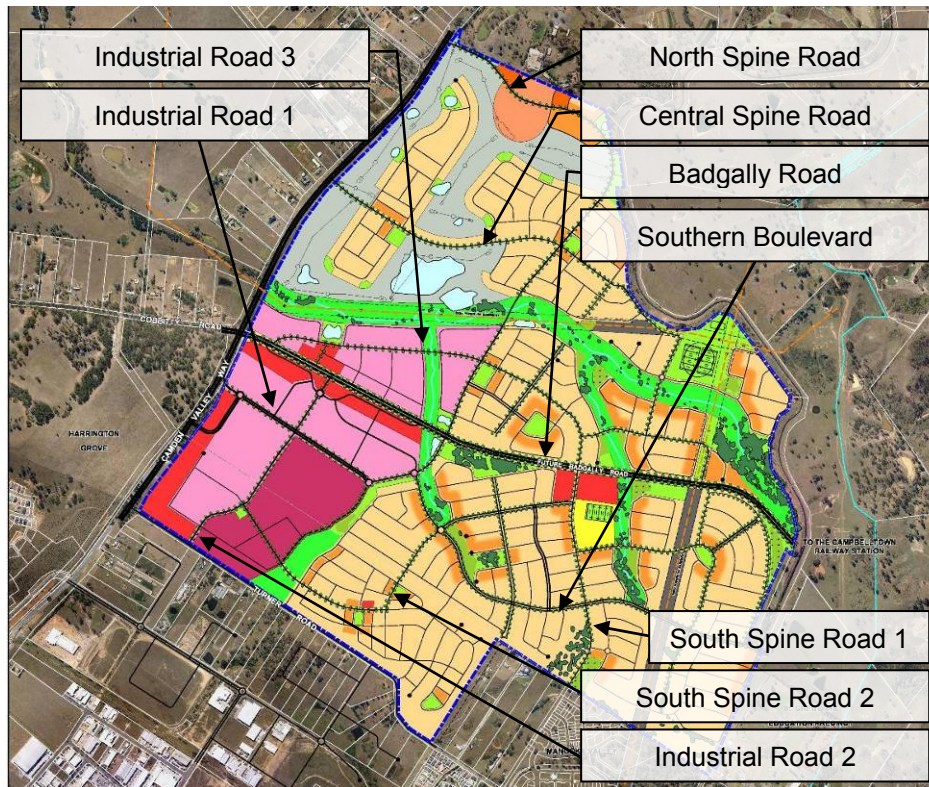 Industrial Road 3
North Spine Road
Industrial Road 1
Central Spine Road
Badgally Road
Southern Boulevard
COBBITTY ROAD
CAMDEN VALLEY WAY
HARRINGTON
GROVE
FUTURE BADGALLY ROAD
TO THE CAMPBELLTOWN
RAILWAY STATION
TURNER ROAD
South Spine Road 1
South Spine Road 2
Industrial Road 2